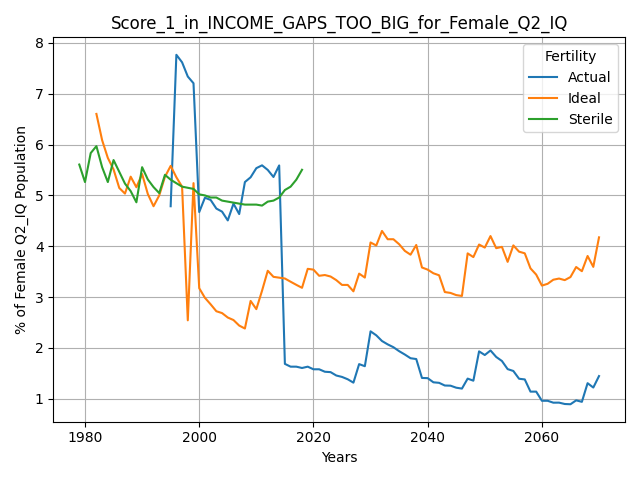 Score_1_in_INCOME_GAPS_TOO_BIG_for_Female_Q2_IQ
Fertility
Actual
Ideal
Sterile
% of Female Q2_IQ Population
8
7
6
5
4
3
2
1
1980
2000
2020
2040
2060
Years